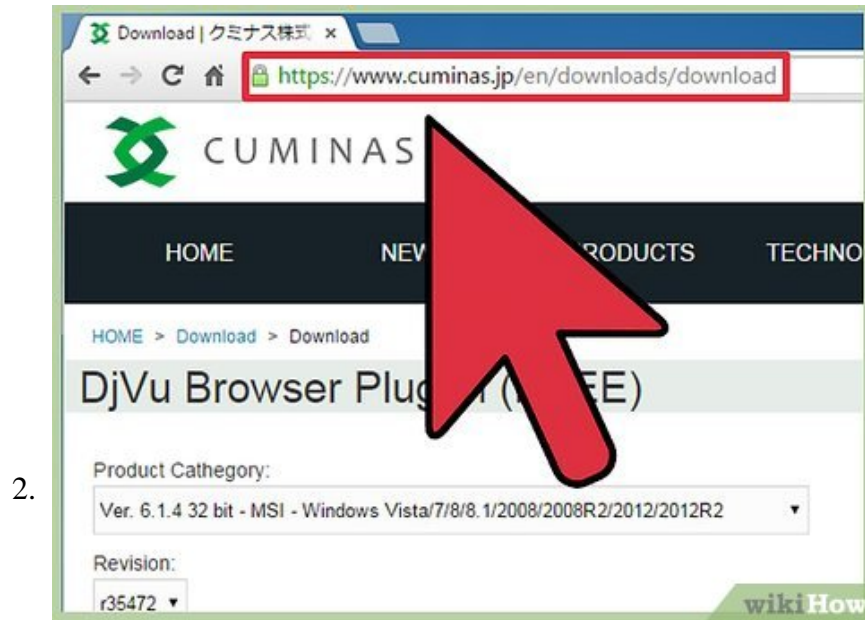 Download | クミナス株式
https://www.cuminas.jp/en/downloads/download
CUMINAS
HOME NEW PRODUCTS TECHNO
HOME > Download > Download
DjVu Browser Plug
Product Cathegory:
2.
Ver. 6.1.4 32 bit - MSI - Windows Vista/7/8/8.1/2008/2008R2/2012/2012R2
Revision:
r35472
wikiHow